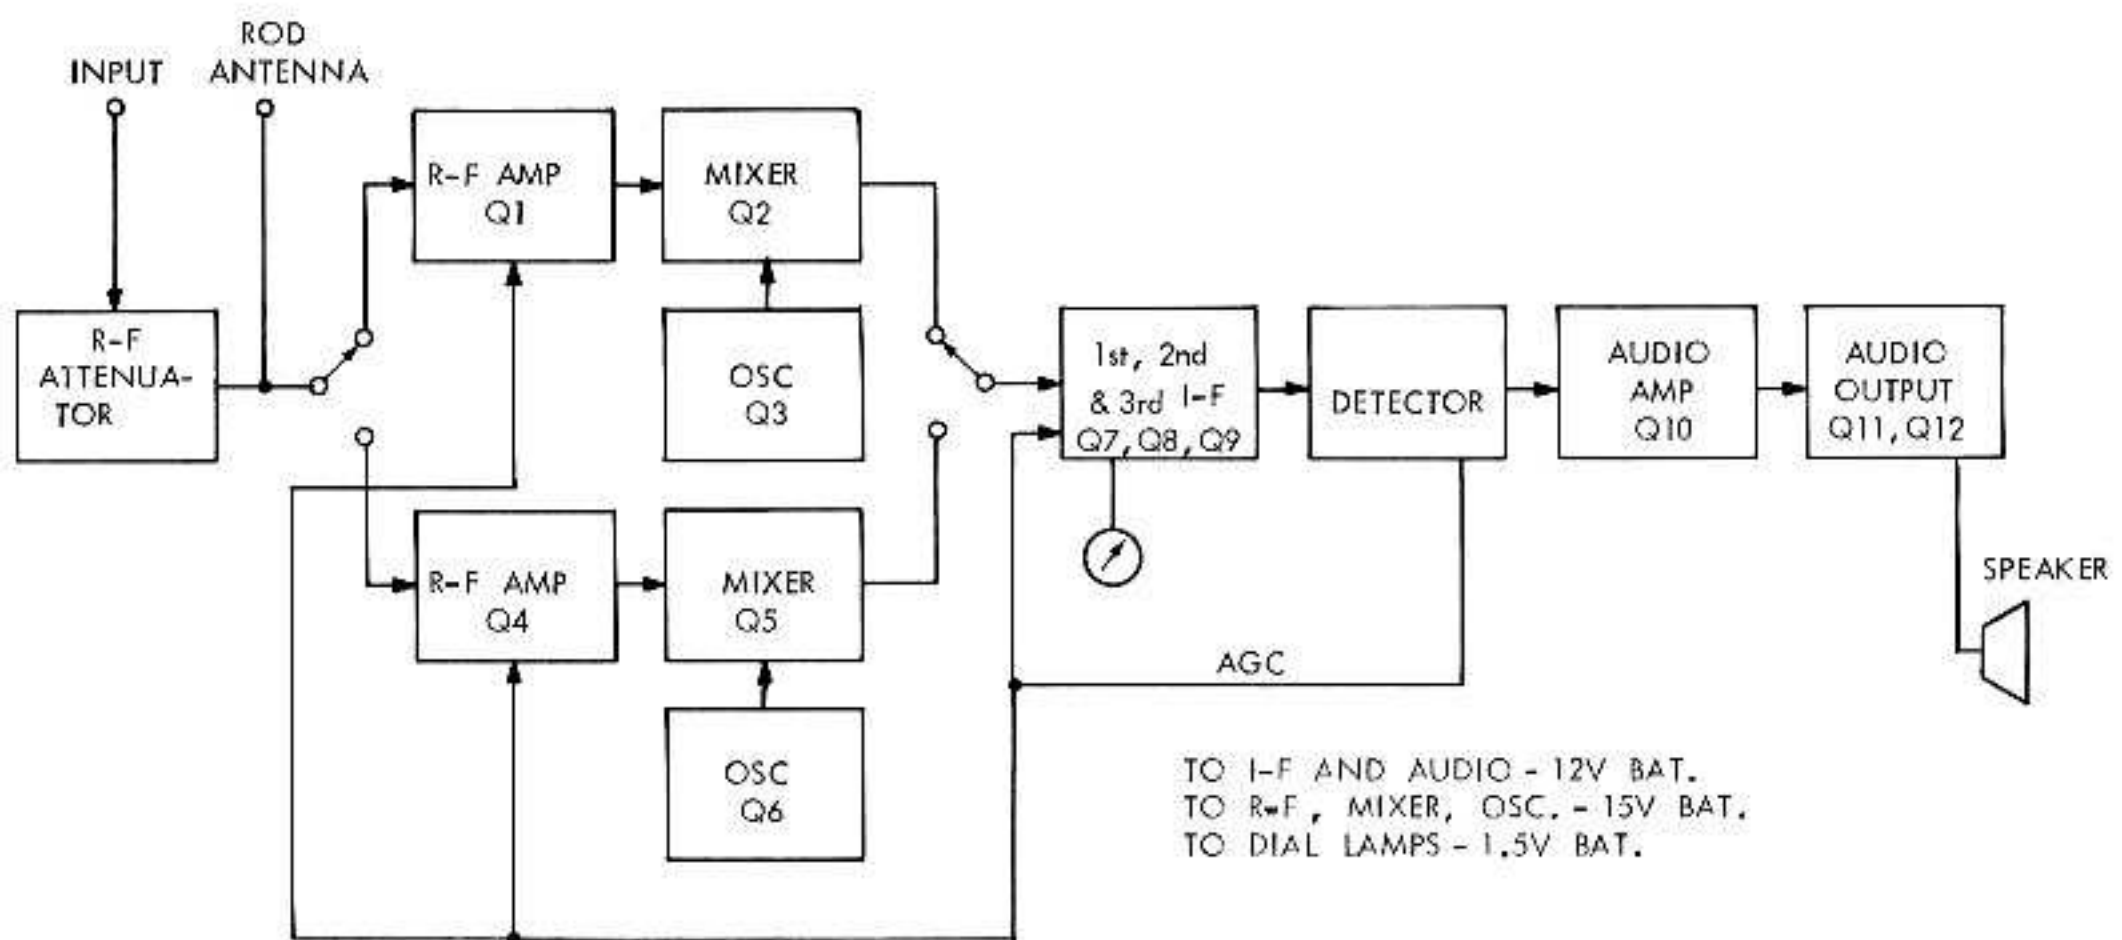 INPUT
ROD
ANTENNA
R-F AMP
Q1
MIXER
Q2
R-F
ATTENUA-
TOR
OSC
Q3
1st, 2nd
& 3rd I-F
Q7, Q8, Q9
DETECTOR
AUDIO
AMP
Q10
AUDIO
OUTPUT
Q11, Q12
R-F AMP
Q4
MIXER
Q5
SPEAKER
AGC
OSC
Q6
TO I-F AND AUDIO - 12V BAT.
TO R-F, MIXER, OSC. - 15V BAT.
TO DIAL LAMPS - 1.5V BAT.